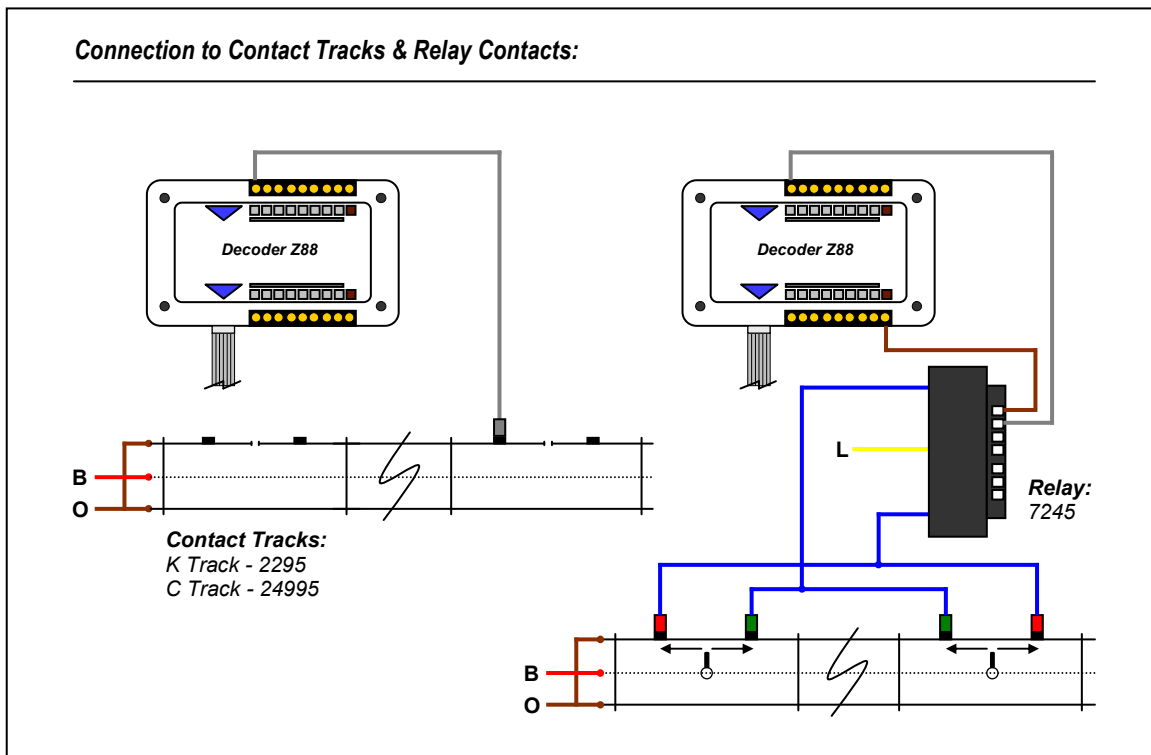 Connection to Contact Tracks & Relay Contacts:
Decoder Z88
Decoder Z88
B
O
Contact Tracks:
K Track - 2295
C Track - 24995
L
Relay:
7245
B
O